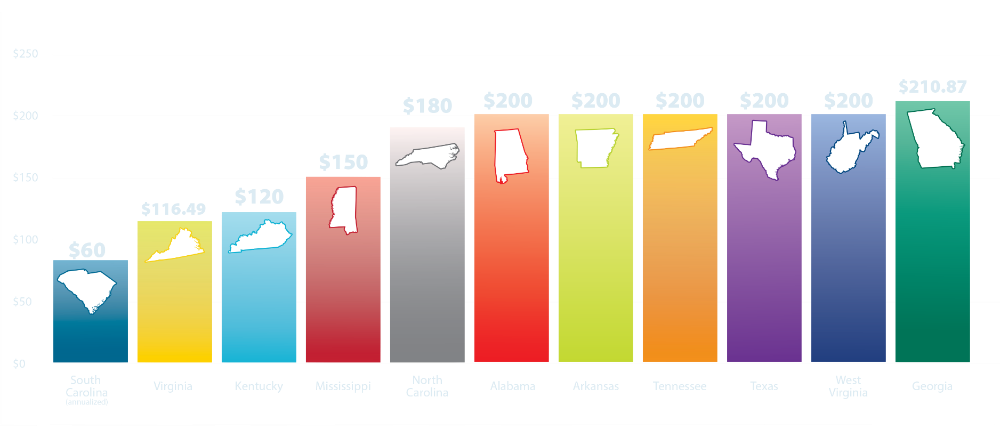 $250
$200
$150
$100
$50
$0
$60
$116.49
$120
$150
$180
$200
$200
$200
$200
$200
$210.87
South
Carolina
(annualized)
Virginia
Kentucky
Mississippi
North
Carolina
Alabama
Arkansas
Tennessee
Texas
West
Virginia
Georgia